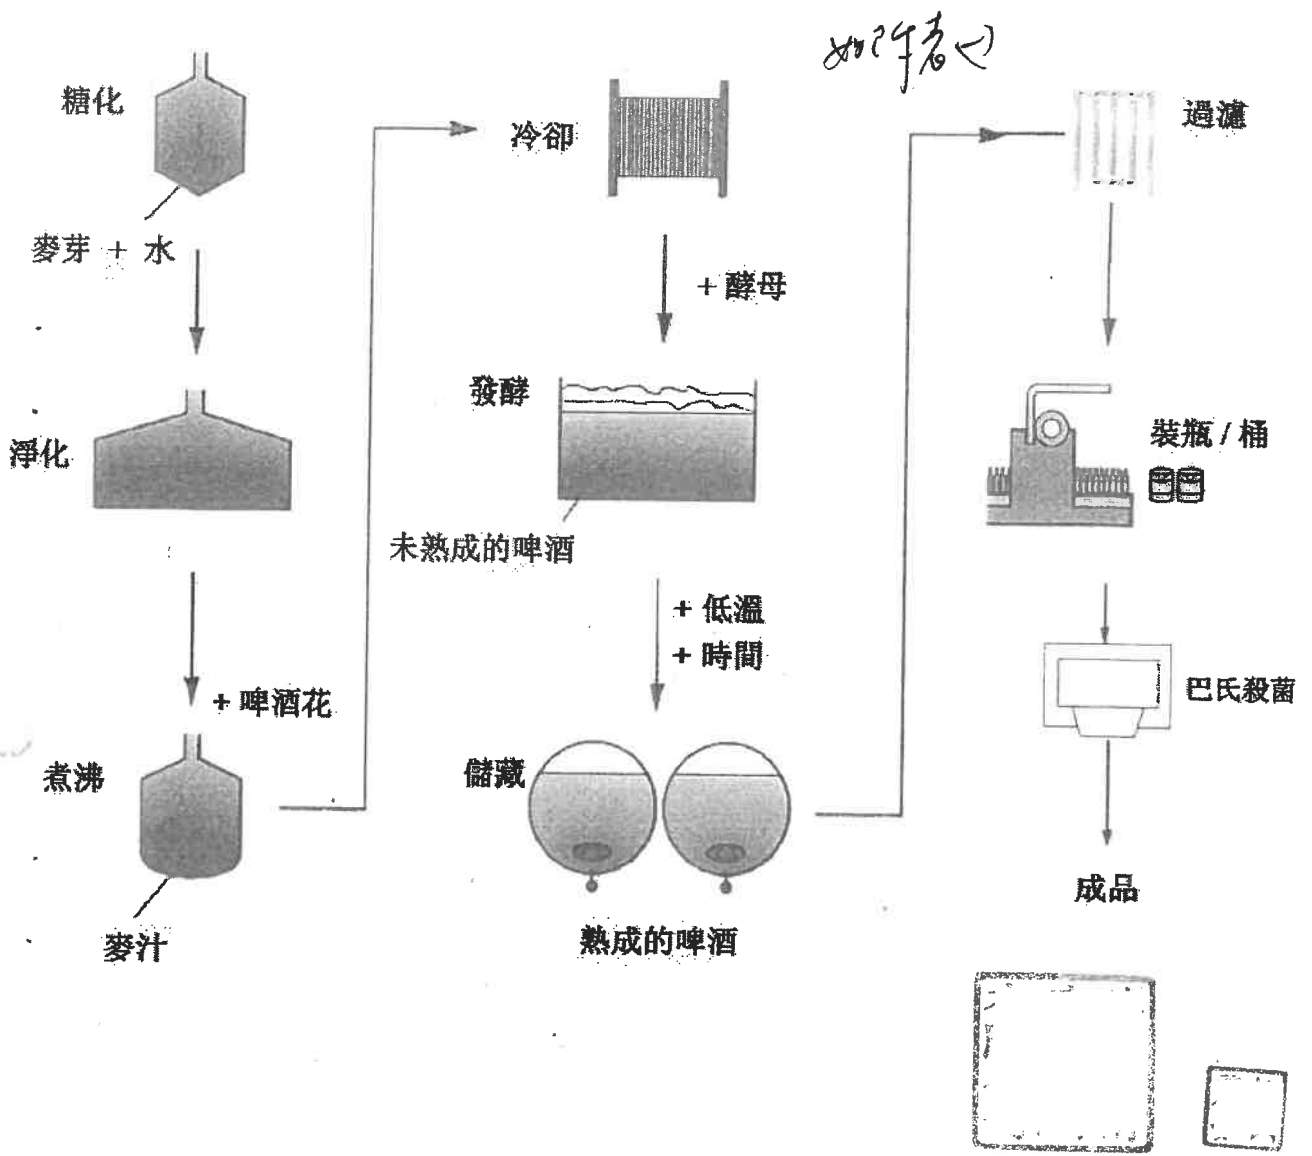 糖化
麥芽 + 水
淨化
+ 啤酒花
煮沸
麥汁
冷卻
+ 酵母
發酵
未熟成的啤酒
+ 低溫
+ 時間
儲藏
熟成的啤酒
過濾
裝瓶 / 桶
巴氏殺菌
成品